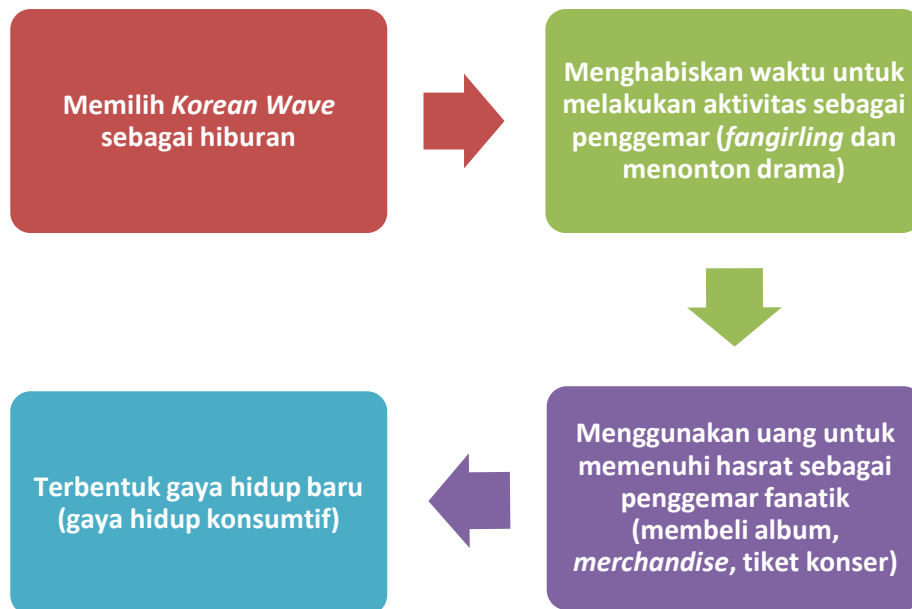 Memilih Korean Wave
sebagai hiburan
Menghabiskan waktu untuk
melakukan aktivitas sebagai
penggemar (fangirling dan
menonton drama)
Menggunakan uang untuk
memenuhi hasrat sebagai
penggemar fanatik
(membeli album,
merchandise, tiket konser)
Terbentuk gaya hidup baru
(gaya hidup konsumtif)